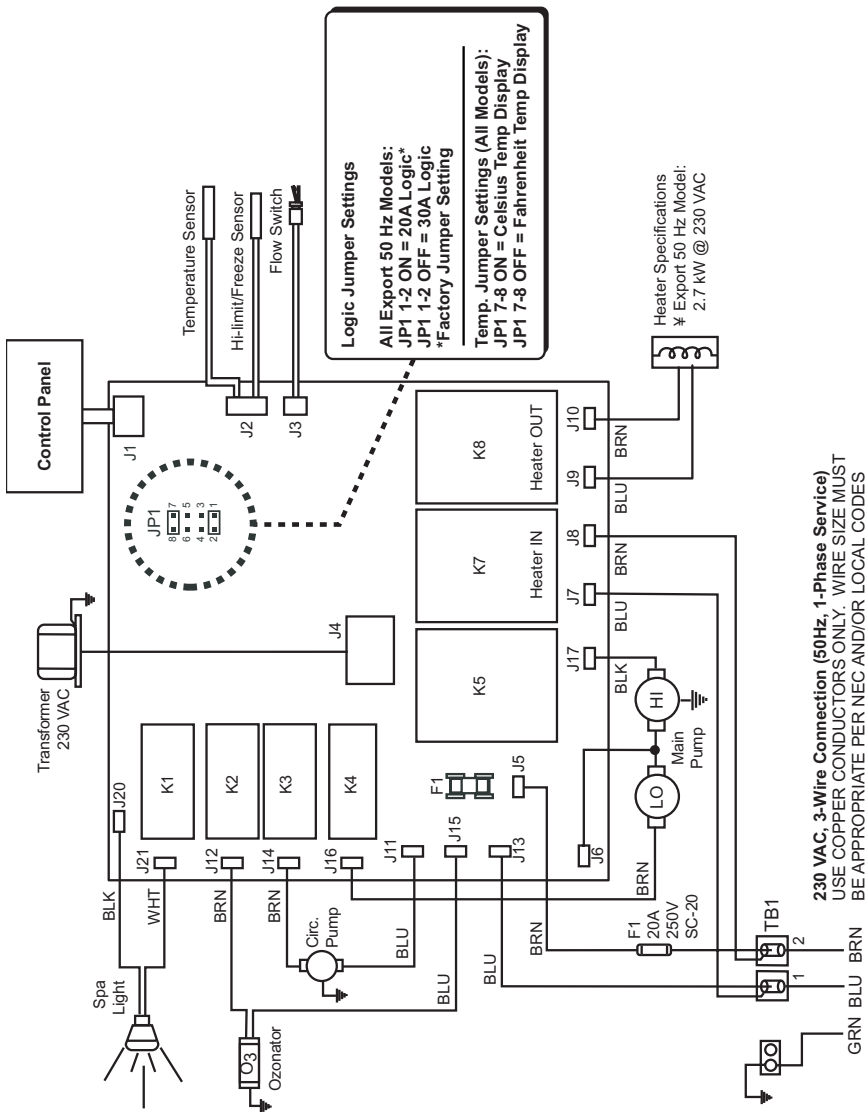 Control Panel
J1
Temperature Sensor
Hi-limit/Freeze Sensor
Flow Switch
J2
J3
JP1
8 7
6 5
4 3
2 1
Logic Jumper Settings
All Export 50 Hz Models:
JP1 1-2 ON = 20A Logic*
JP1 1-2 OFF = 30A Logic
*Factory Jumper Setting
Temp. Jumper Settings (All Models):
JP1 7-8 ON = Celsius Temp Display
JP1 7-8 OFF = Fahrenheit Temp Display
Transformer
230 VAC
J4
J20
J21
BLK
WHT
Spa
Light
K1
K2
K3
K4
J12
J14
J16
BRN
BRN
Circ.
Pump
BLU
J11
J15
J13
F1
J5
J6
O3
Ozonator
BLU
BLU
BRN
BRN
K5
K7
Heater IN
K8
Heater OUT
J17
J7
J8
J9
J10
BLK
BLU
BRN
BLU
BRN
LO
HI
Main
Pump
Heater Specifications
¥ Export 50 Hz Model:
2.7 kW @ 230 VAC
F1
20A
250V
SC-20
TB1
1
2
GRN
BLU
BRN
230 VAC, 3-Wire Connection (50Hz, 1-Phase Service)
USE COPPER CONDUCTORS ONLY. WIRE SIZE MUST
BE APPROPRIATE PER NEC AND/OR LOCAL CODES